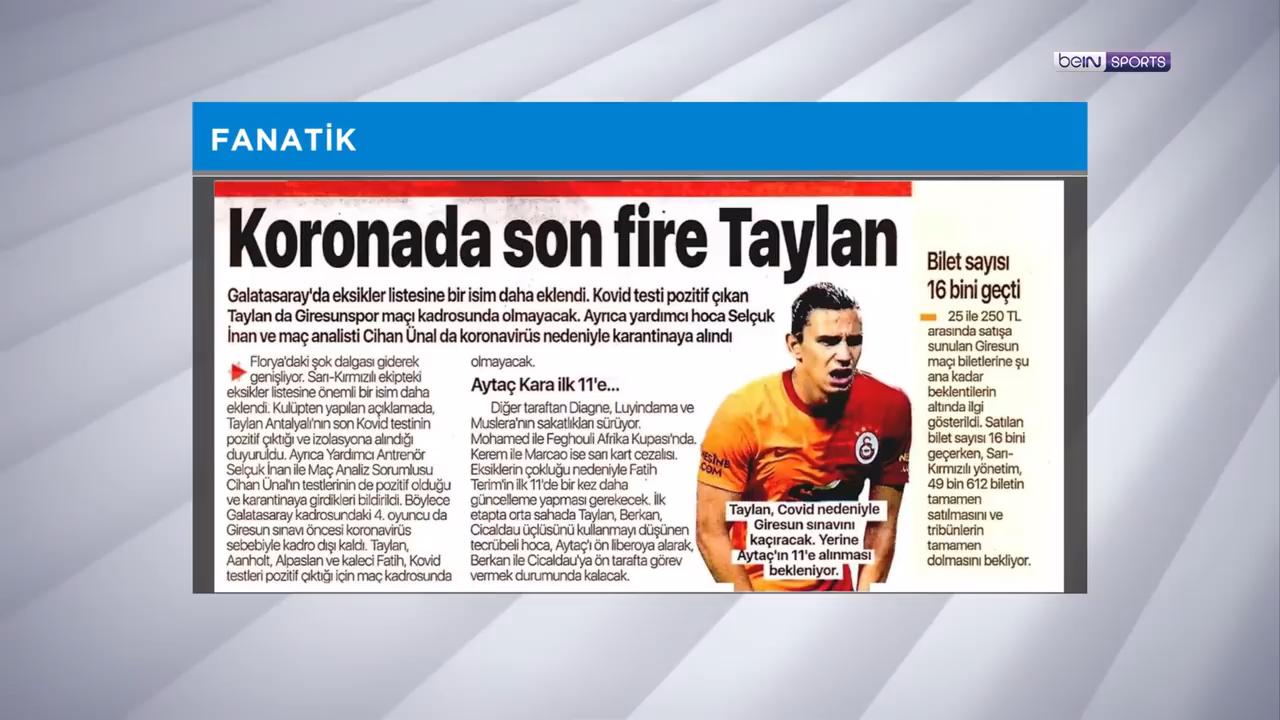 beIN SPORTS
FANATİK
Koronada son fire Taylan
Galatasaray'da eksikler listesine bir isim daha eklendi. Kovid testi pozitif çıkan
Taylan da Giresunspor maçı kadrosunda olmayacak. Ayrıca yardımcı hoca Selçuk
İnan ve maç analisti Cihan Ünal da koronavirüs nedeniyle karantinaya alındı
Florya'daki şok dalgası giderek
genişliyor. Sarı-Kırmızılı ekipteki
eksikler listesine önemli bir isim daha
eklendi. Kulüpten yapılan açıklamada,
Taylan Antalyalı'nın son Kovid testinin
pozitif çıktığı ve izolasyona alındığı
duyuruldu. Ayrıca Yardımcı Antrenör
Selçuk İnan ile Maç Analiz Sorumlusu
Cihan Ünal'ın testlerinin de pozitif olduğu
ve karantinaya girdikleri bildirildi. Böylece
Galatasaray kadrosundaki 4. oyuncu da
Giresun sınavı öncesi koronavirüs
sebebiyle kadro dışı kaldı. Taylan,
Aanholt, Alpaslan ve kaleci Fatih, Kovid
testleri pozitif çıktığı için maç kadrosunda
olmayacak.
Aytaç Kara ilk 11'e...
Diğer taraftan Diagne, Luyindama ve
Muslera'nın sakatlıkları sürüyor.
Mohamed ile Feghouli Afrika Kupası'nda.
Kerem ile Marcao ise sarı kart cezalısı.
Eksiklerin çokluğu nedeniyle Fatih
Terim'in ilk 11'de bir kez daha
güncelleme yapması gerekecek. İlk
etapta orta sahada Taylan, Berkan,
Cicaldau üçlüsünü kullanmayı düşünen
tecrübeli hoca, Aytaç'ı ön liberoya alarak,
Berkan ile Cicaldau'ya ön tarafta görev
vermek durumunda kalacak.
NESİNE
.COM
Taylan, Covid nedeniyle
Giresun sınavını
kaçıracak. Yerine
Aytaç'ın 11'e alınması
bekleniyor.
Bilet sayısı
16 bini geçti
25 ile 250 TL
arasında satışa
sunulan Giresun
maçı biletlerine şu
ana kadar
beklentilerin
altında ilgi
gösterildi. Satılan
bilet sayısı 16 bini
geçerken, Sarı-
Kırmızılı yönetim,
49 bin 612 biletin
tamamen
satılmasını ve
tribünlerin
tamamen
dolmasını bekliyor.